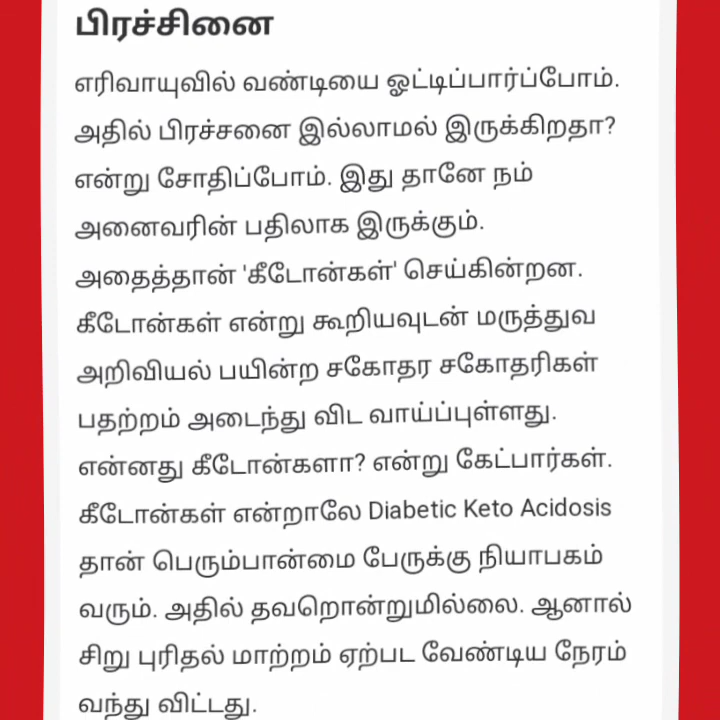 பிரச்சினை
எரிவாயுவில் வண்டியை ஓட்டிப்பார்ப்போம்.
அதில் பிரச்சனை இல்லாமல் இருக்கிறதா?
என்று சோதிப்போம். இது தானே நம்
அனைவரின் பதிலாக இருக்கும்.
அதைத்தான் 'கீடோன்கள்' செய்கின்றன.
கீடோன்கள் என்று கூறியவுடன் மருத்துவ
அறிவியல் பயின்ற சகோதர சகோதரிகள்
பதற்றம் அடைந்து விட வாய்ப்புள்ளது.
என்னது கீடோன்களா? என்று கேட்பார்கள்.
கீடோன்கள் என்றாலே Diabetic Keto Acidosis
தான் பெரும்பான்மை பேருக்கு நியாபகம்
வரும். அதில் தவறொன்றுமில்லை. ஆனால்
சிறு புரிதல் மாற்றம் ஏற்பட வேண்டிய நேரம்
வந்து விட்டது.